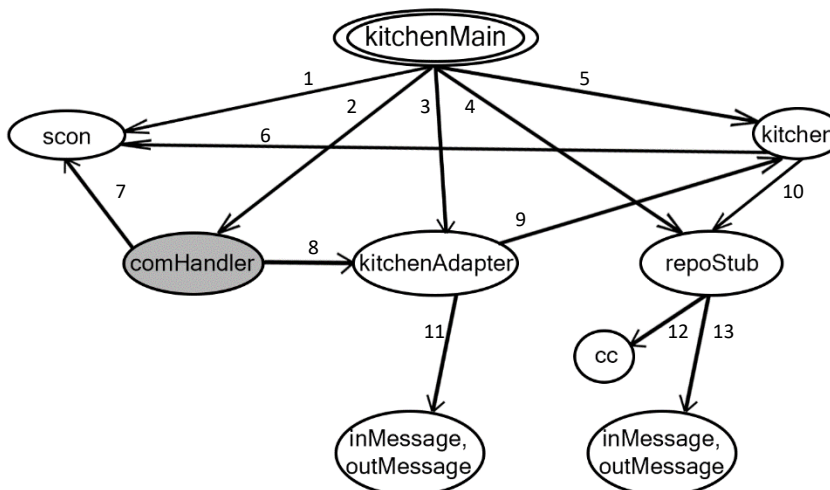 kitchenMain
1
2
3
4
5
scon
6
kitchen
7
9
10
comHandler
8
kitchenAdapter
repoStub
11
12
13
cc
inMessage,
outMessage
inMessage,
outMessage